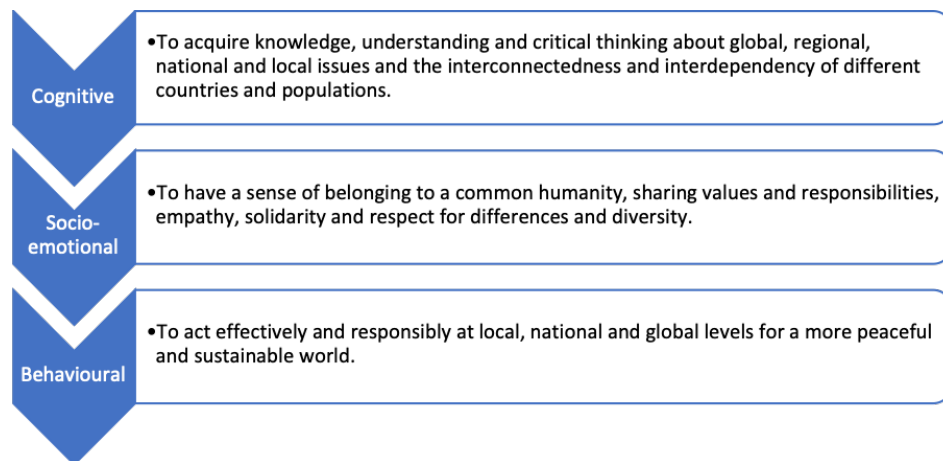 Cognitive
•To acquire knowledge, understanding and critical thinking about global, regional,
national and local issues and the interconnectedness and interdependency of different
countries and populations.
Socio-
emotional
•To have a sense of belonging to a common humanity, sharing values and responsibilities,
empathy, solidarity and respect for differences and diversity.
Behavioural
•To act effectively and responsibly at local, national and global levels for a more peaceful
and sustainable world.